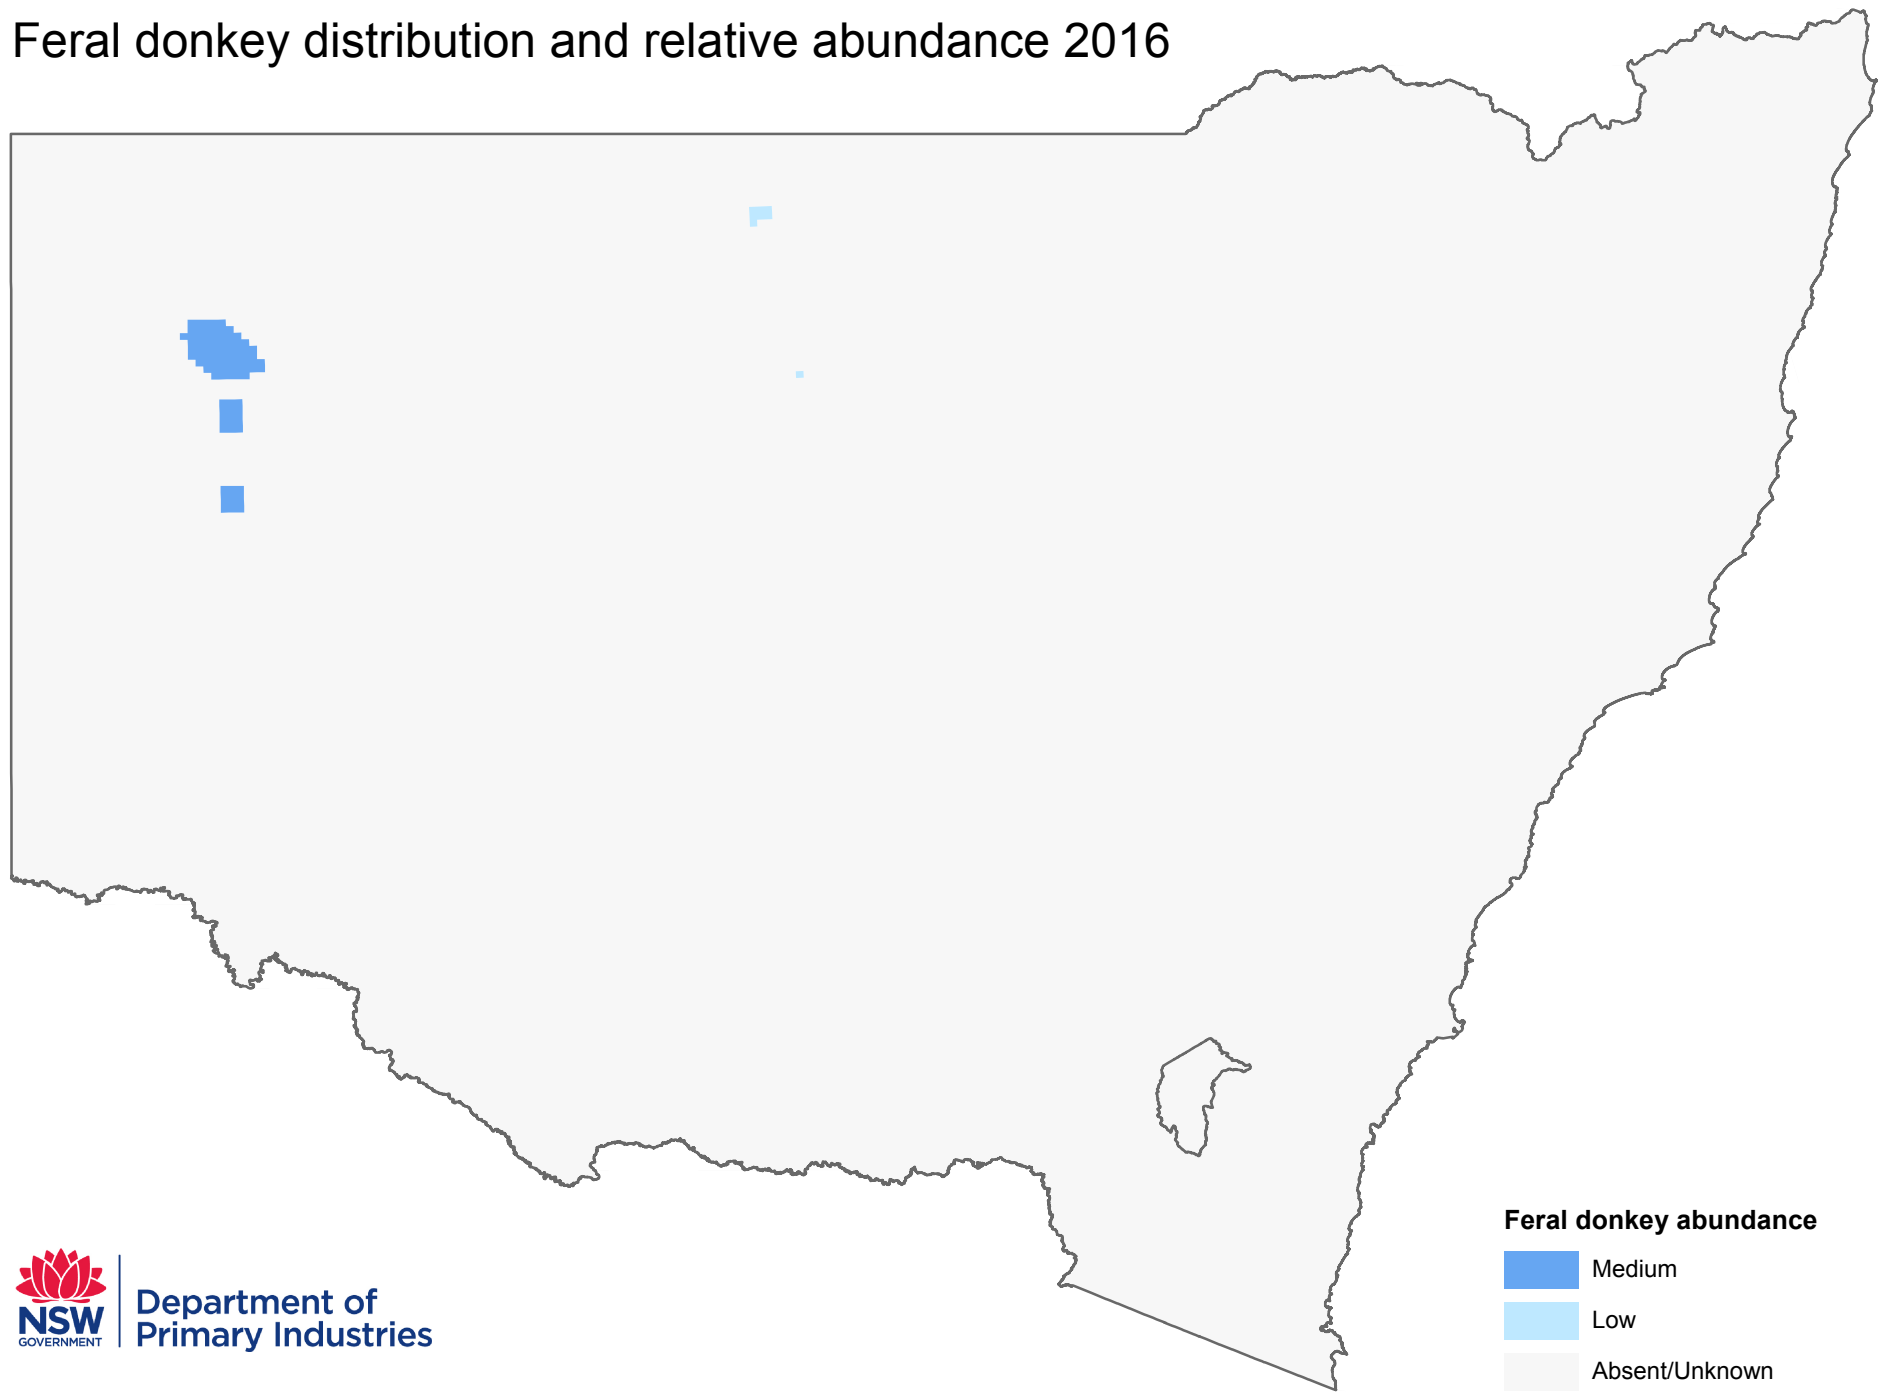 Feral donkey distribution and relative abundance 2016
Feral donkey abundance
Medium
Low
Absent/Unknown
NSW
GOVERNMENT
Department of
Primary Industries